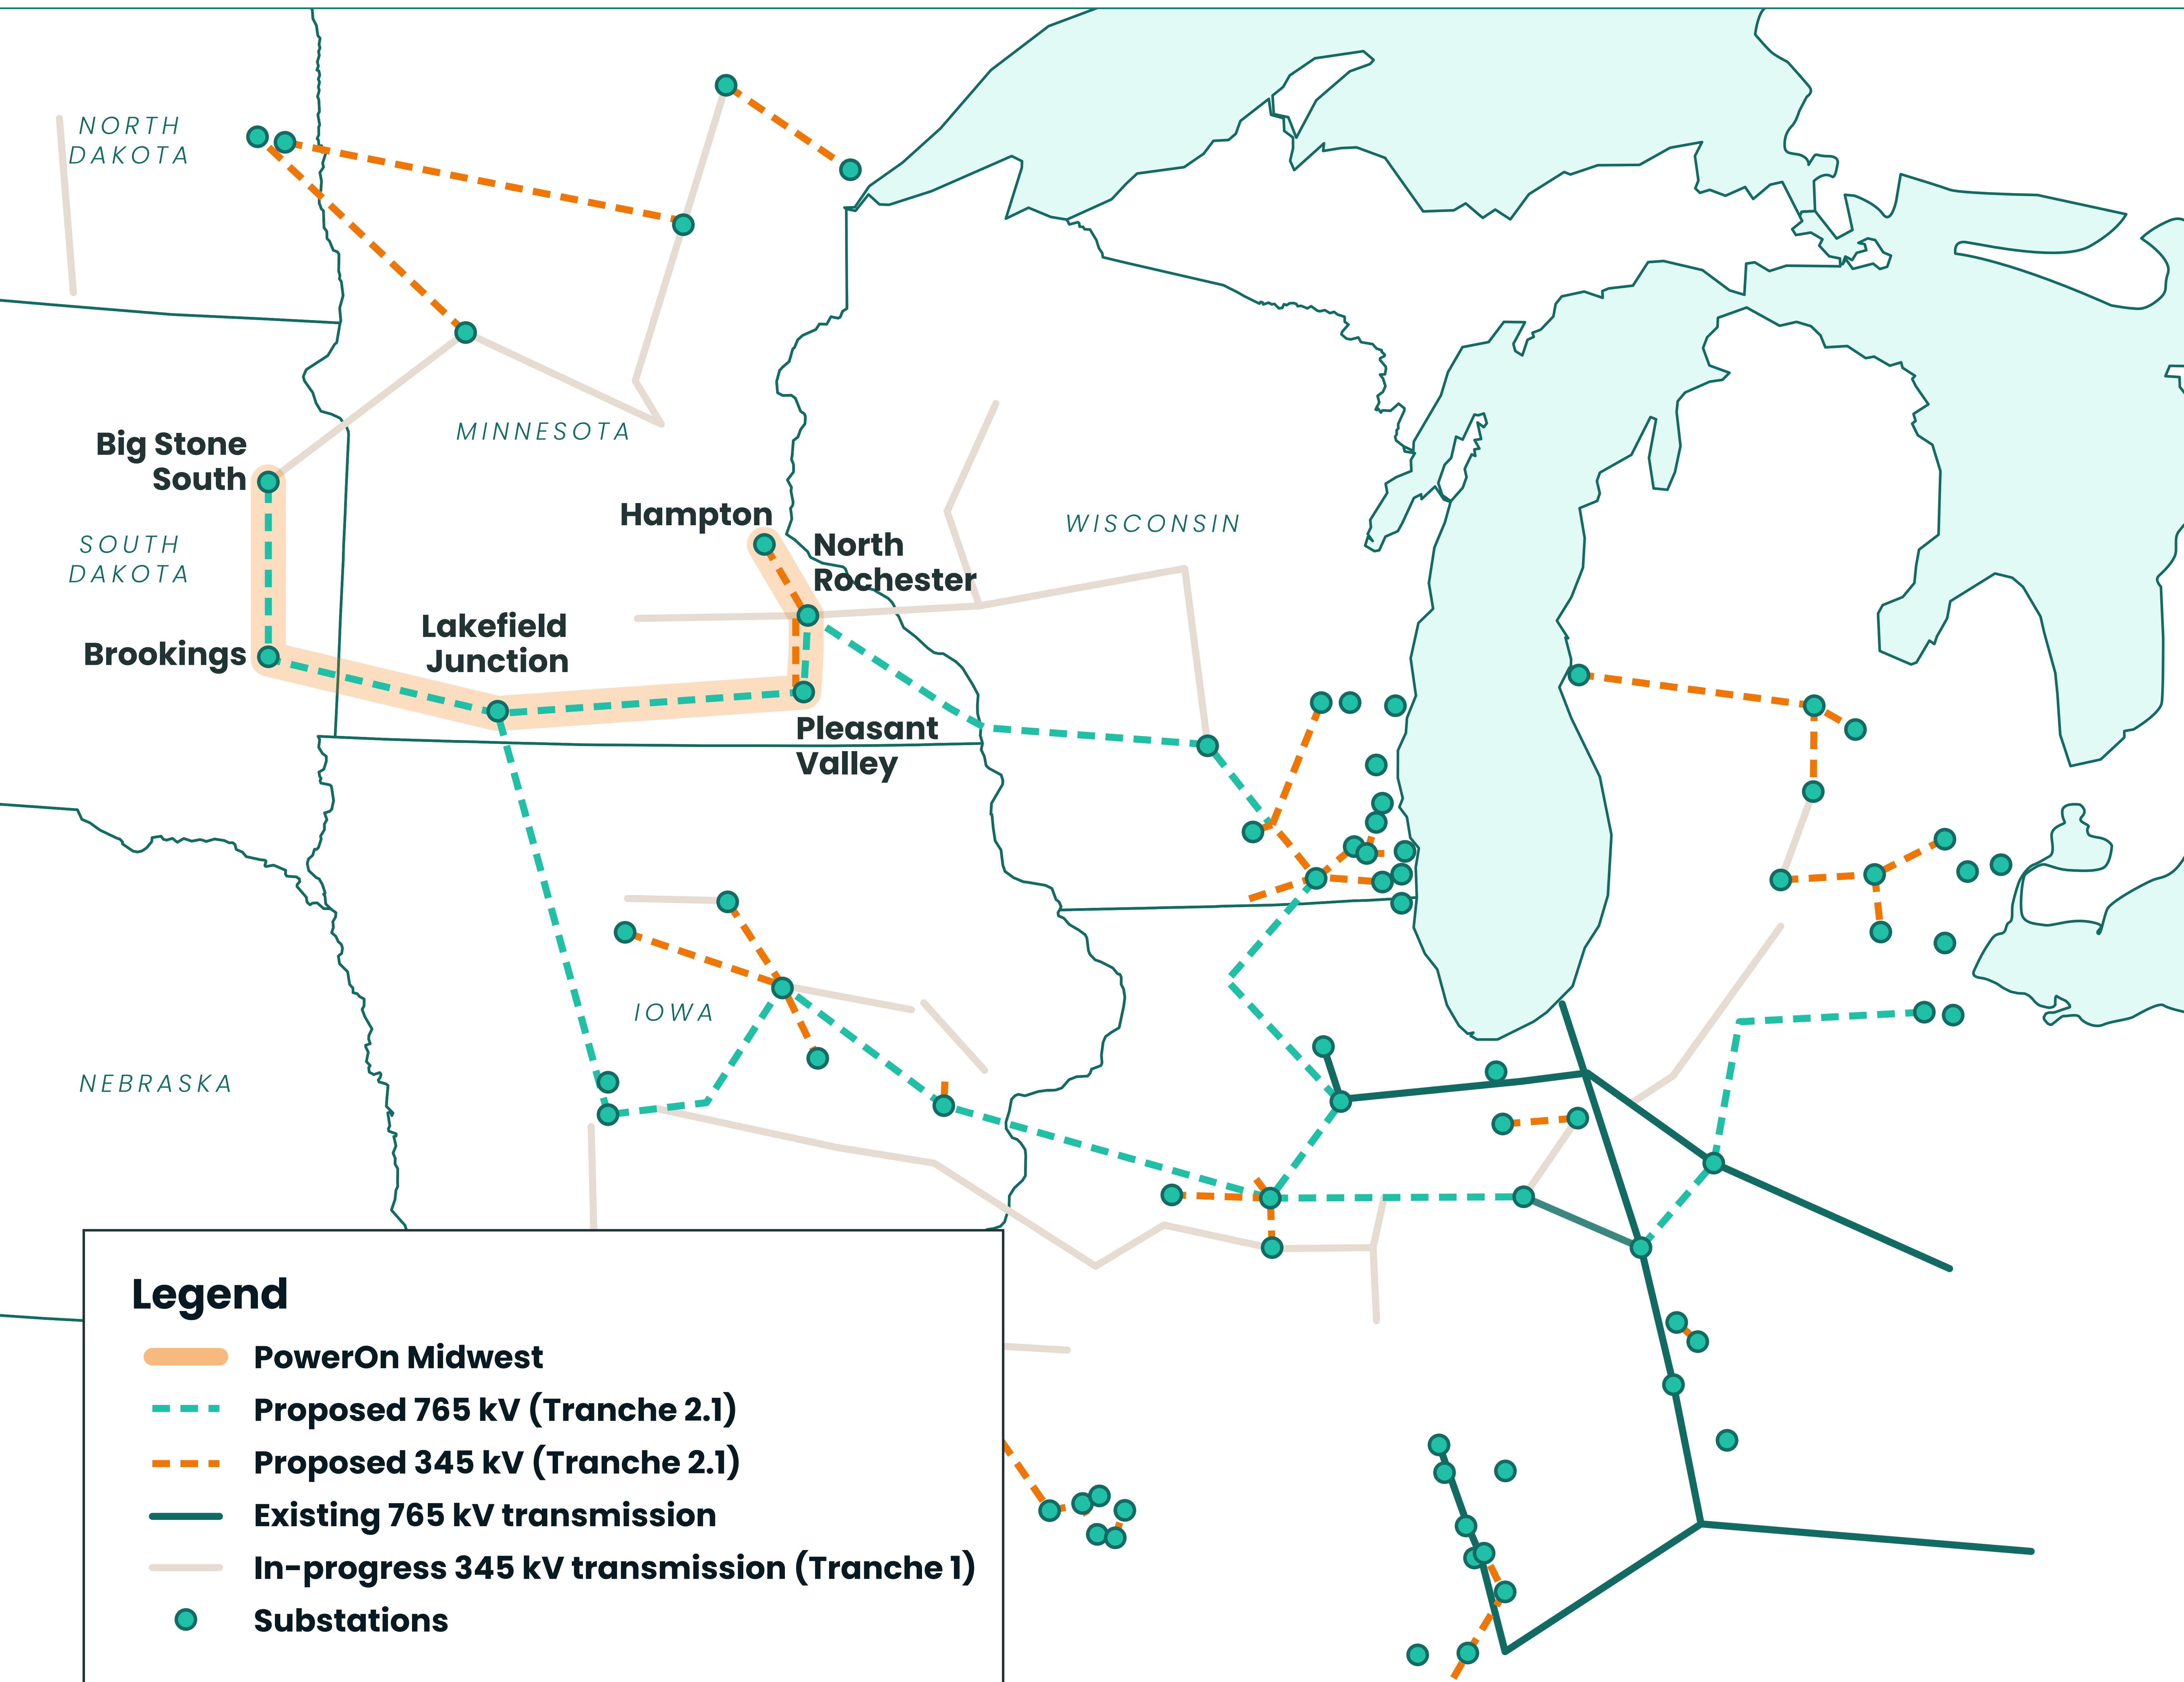 NORTH
DAKOTA
MINNESOTA
Big Stone
South
SOUTH
DAKOTA
Brookings
Lakefield
Junction
Hampton
North
Rochester
Pleasant
Valley
WISCONSIN
IOWA
NEBRASKA
Legend
PowerOn Midwest
Proposed 765 kV (Tranche 2.1)
Proposed 345 kV (Tranche 2.1)
Existing 765 kV transmission
In-progress 345 kV transmission (Tranche 1)
Substations